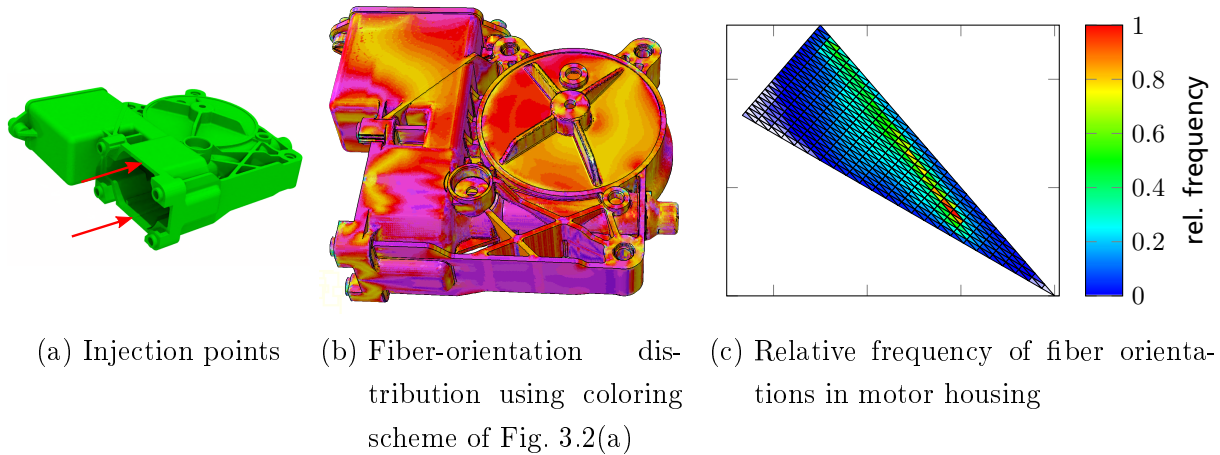 1
0.8
0.6
0.4
0.2
0
rel. frequency
(a) Injection points
(b) Fiber-orientation dis-
tribution using coloring
scheme of Fig. 3.2(a)
(c) Relative frequency of fiber orienta-
tions in motor housing